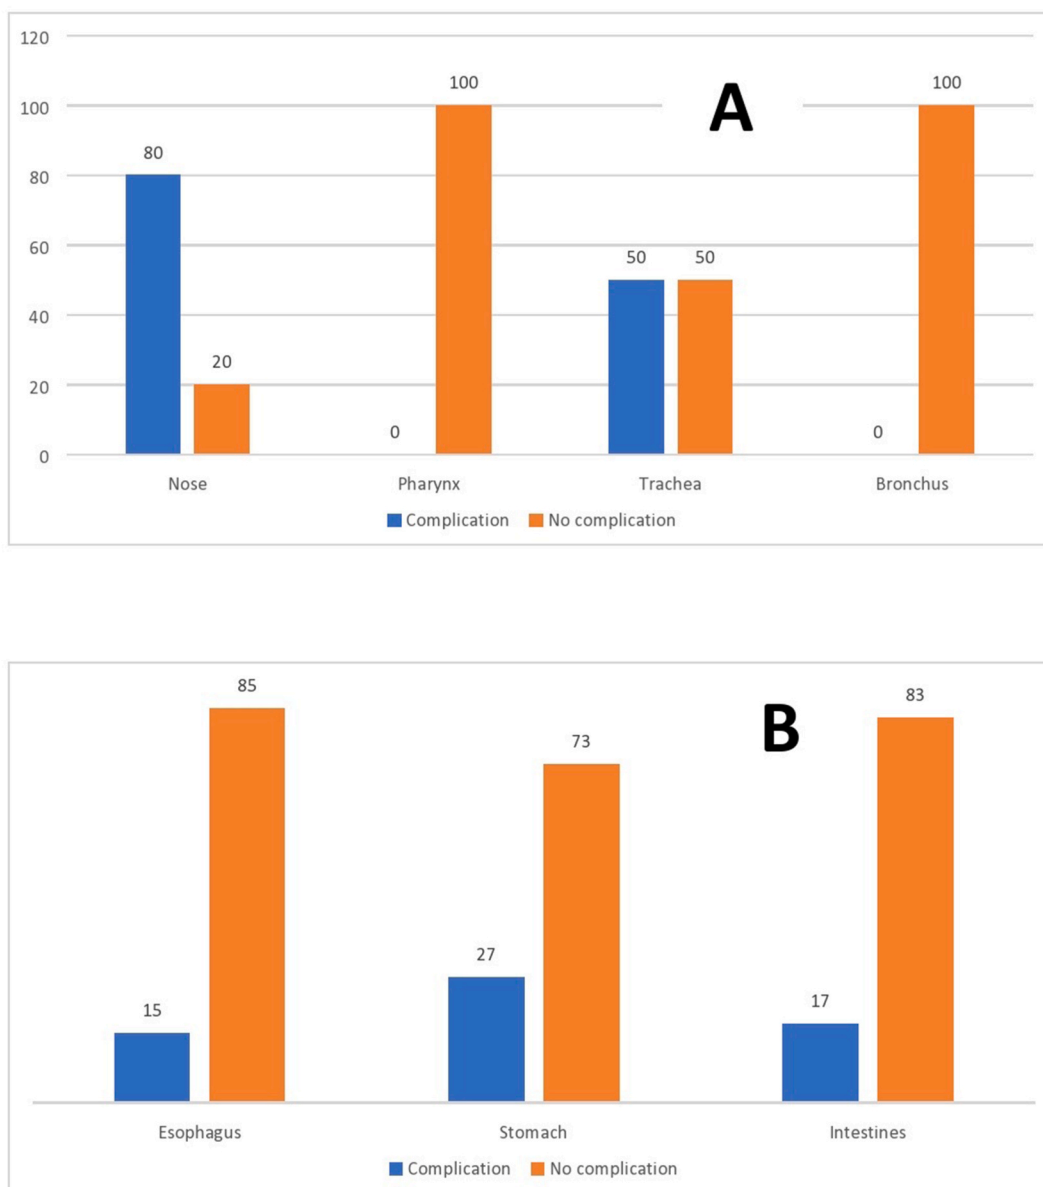 120
A
100
100
100
80
80
60
50
50
40
20
20
0
0
0
Nose
Pharynx
Trachea
Bronchus
Complication
No complication
85
B
83
73
27
15
17
Esophagus
Stomach
Intestines
Complication
No complication